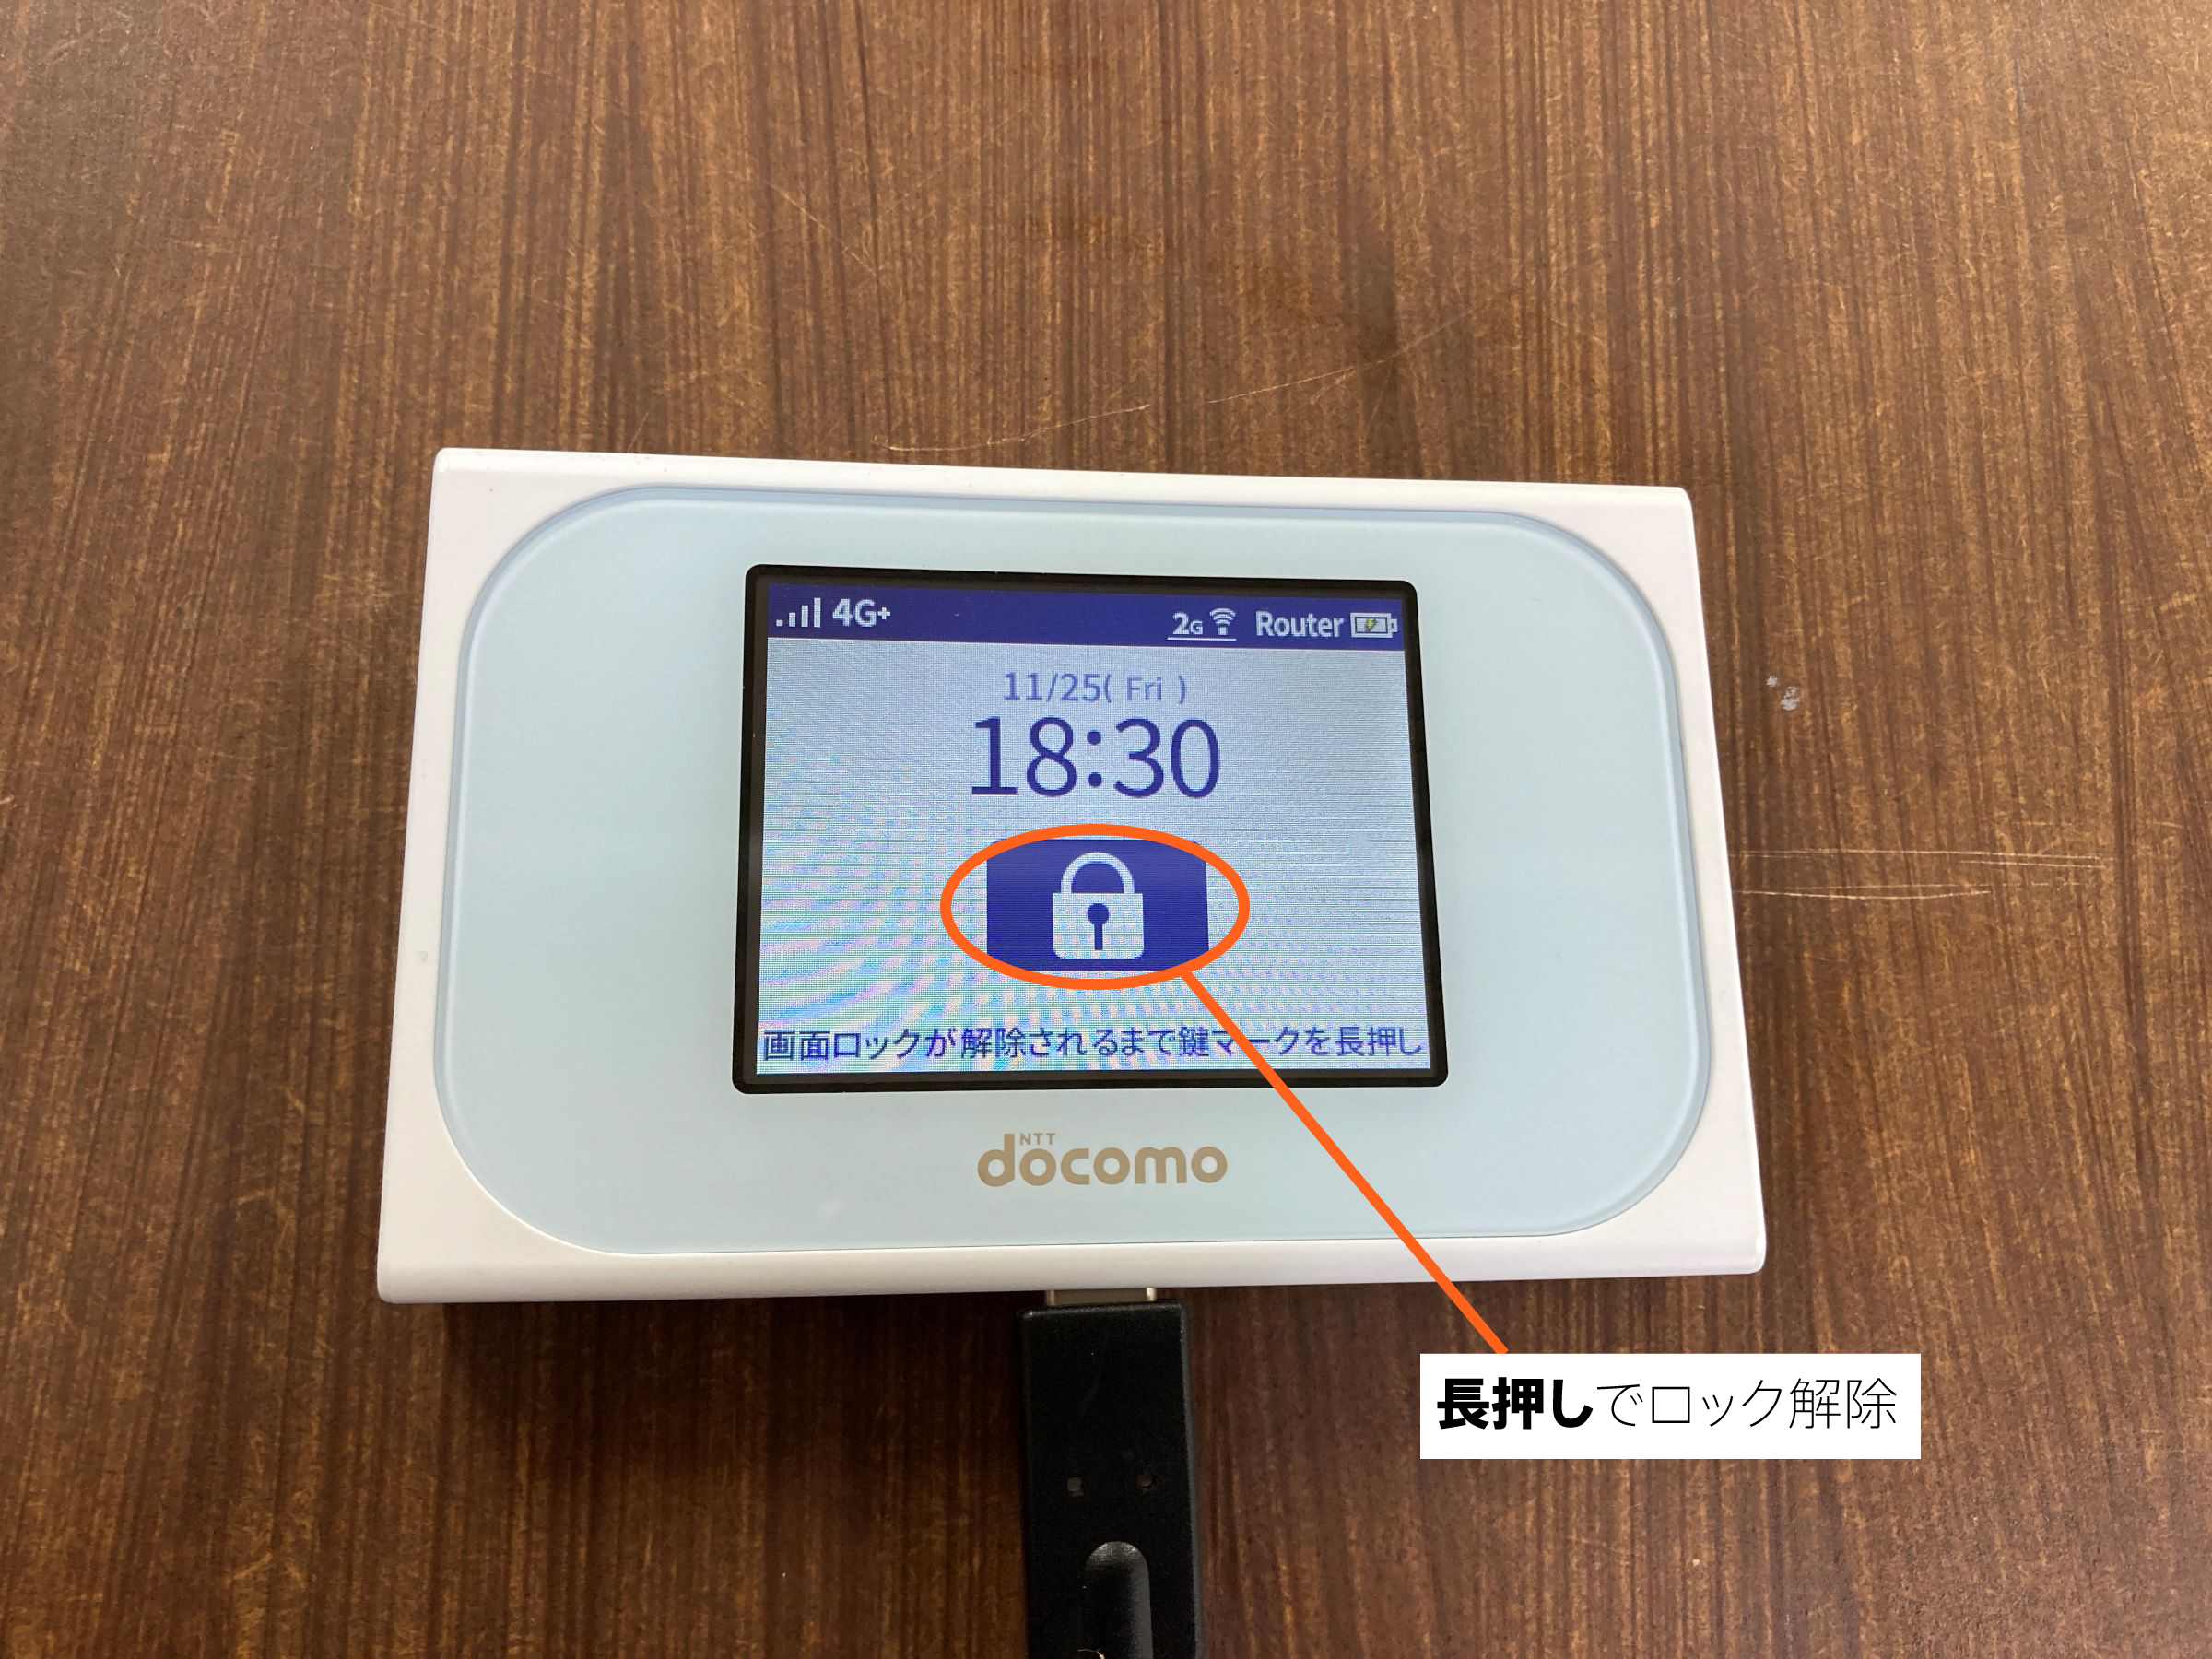 4G+ 2G Router
11/25( Fri )
18:30
画面ロックが解除されるまで鍵マークを長押し
NTT
docomo
長押しでロック解除